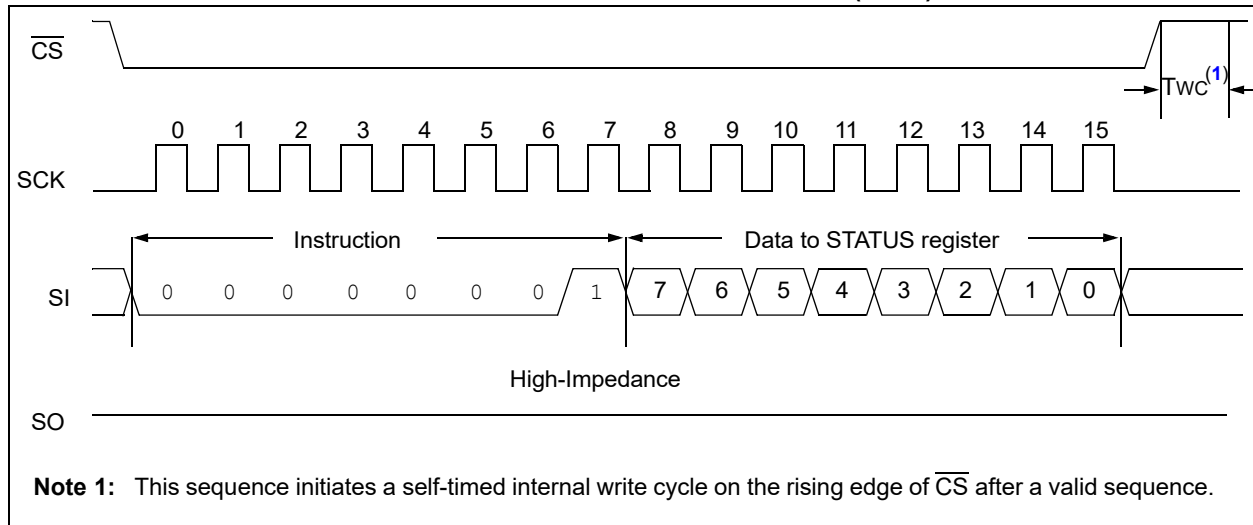 CS
TWC(1)
0 1 2 3 4 5 6 7 8 9 10 11 12 13 14 15
SCK
Instruction Data to STATUS register
SI 0 0 0 0 0 0 0 1 7 6 5 4 3 2 1 0
High-Impedance
SO
Note 1: This sequence initiates a self-timed internal write cycle on the rising edge of CS after a valid sequence.